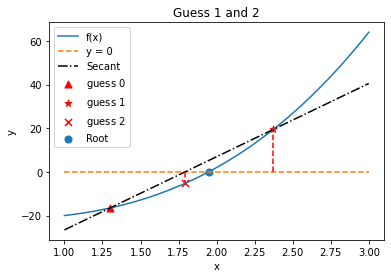 Guess 1 and 2
f(x)
y = 0
Secant
guess 0
guess 1
guess 2
Root
y
60
40
20
0
−20
1.00 1.25 1.50 1.75 2.00 2.25 2.50 2.75 3.00
x